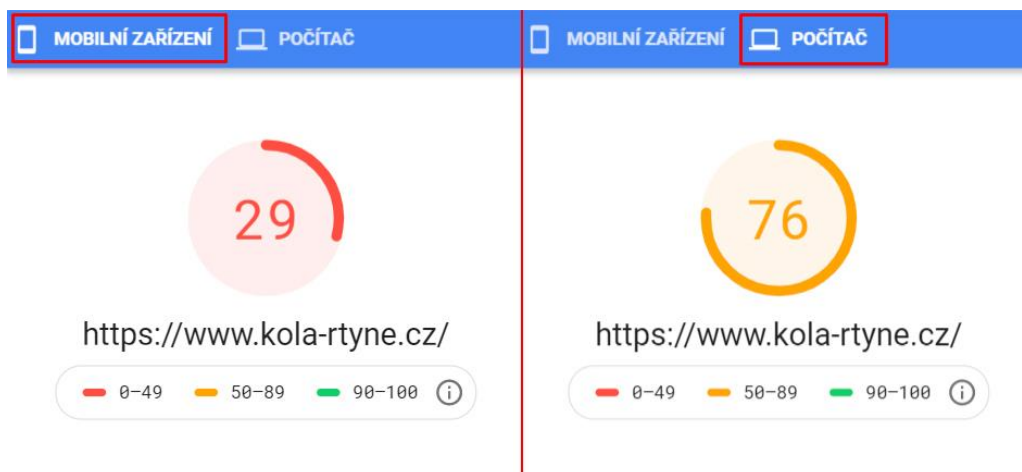 MOBILNÍ ZAŘÍZENÍ POČÍTAČ
29
https://www.kola-rtyne.cz/
0–49 50–89 90–100
MOBILNÍ ZAŘÍZENÍ POČÍTAČ
76
https://www.kola-rtyne.cz/
0–49 50–89 90–100